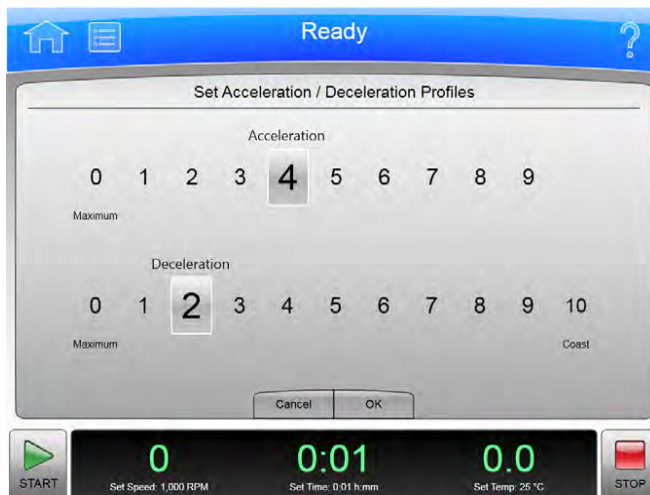 Ready
?
Set Acceleration / Deceleration Profiles
Acceleration
0 1 2 3 4 5 6 7 8 9
Maximum
Deceleration
0 1 2 3 4 5 6 7 8 9 10
Maximum Coast
Cancel OK
0 0:01 0.0
START Set Speed: 1,000 RPM Set Time: 0:01 h:mm Set Temp: 25 °C STOP